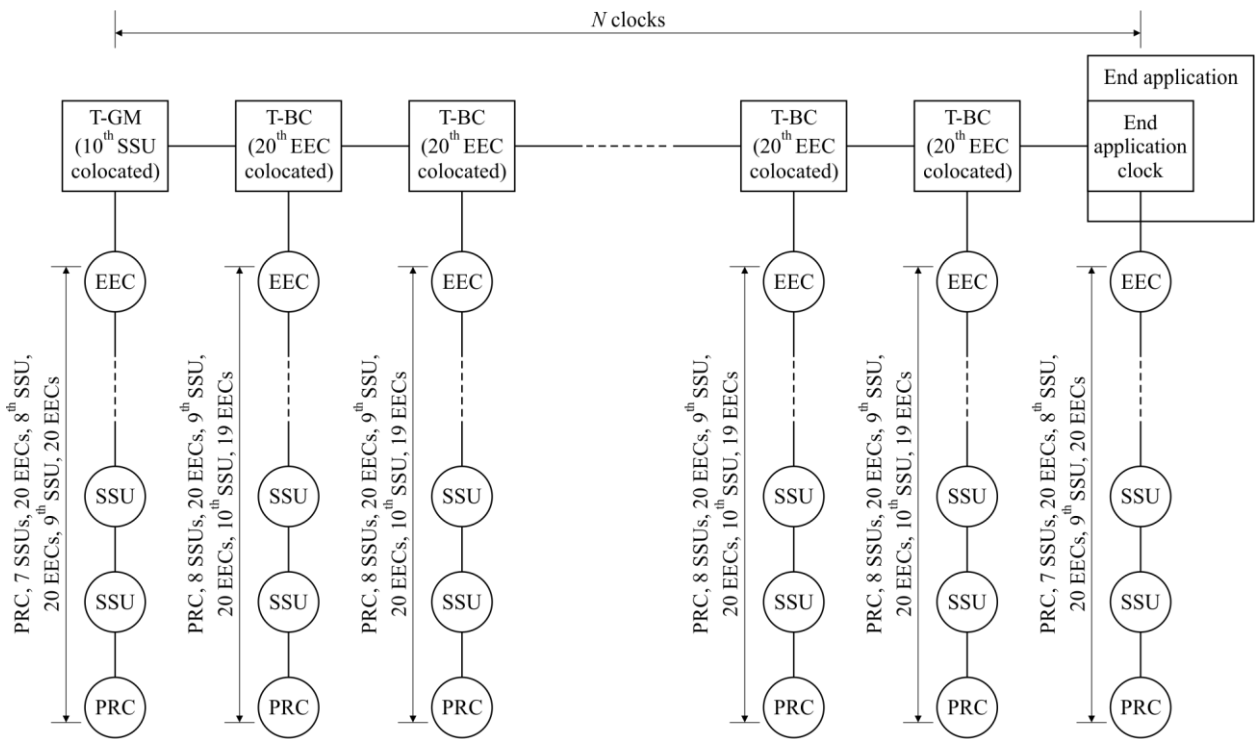 N clocks
T-GM
(10th SSU
colocated)
T-BC
(20th EEC
colocated)
T-BC
(20th EEC
colocated)
T-BC
(20th EEC
colocated)
T-BC
(20th EEC
colocated)
End application
End
application
clock
EEC
EEC
EEC
EEC
EEC
EEC
PRC, 7 SSUs, 20 EECs, 8th SSU,
20 EECs, 9th SSU, 20 EECs
PRC, 8 SSUs, 20 EECs, 9th SSU,
20 EECs, 10th SSU, 19 EECs
PRC, 8 SSUs, 20 EECs, 9th SSU,
20 EECs, 10th SSU, 19 EECs
PRC, 8 SSUs, 20 EECs, 9th SSU,
20 EECs, 10th SSU, 19 EECs
PRC, 8 SSUs, 20 EECs, 9th SSU,
20 EECs, 10th SSU, 19 EECs
PRC, 7 SSUs, 20 EECs, 8th SSU,
20 EECs, 9th SSU, 20 EECs
SSU
SSU
SSU
SSU
SSU
SSU
SSU
SSU
SSU
SSU
SSU
SSU
PRC
PRC
PRC
PRC
PRC
PRC